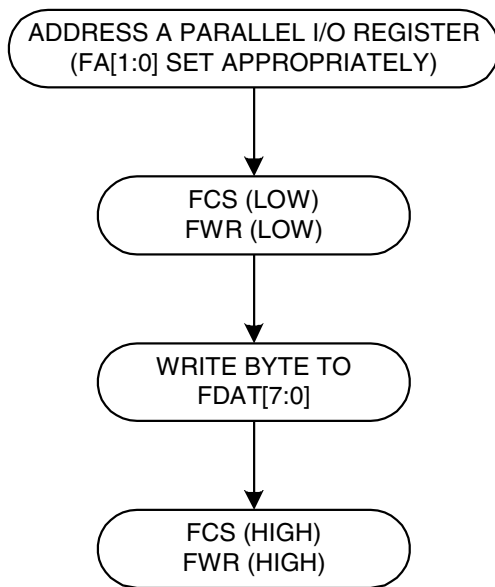 ADDRESS A PARALLEL I/O REGISTER
(FA[1:0] SET APPROPRIATELY)
FCS (LOW)
FWR (LOW)
WRITE BYTE TO
FDAT[7:0]
FCS (HIGH)
FWR (HIGH)